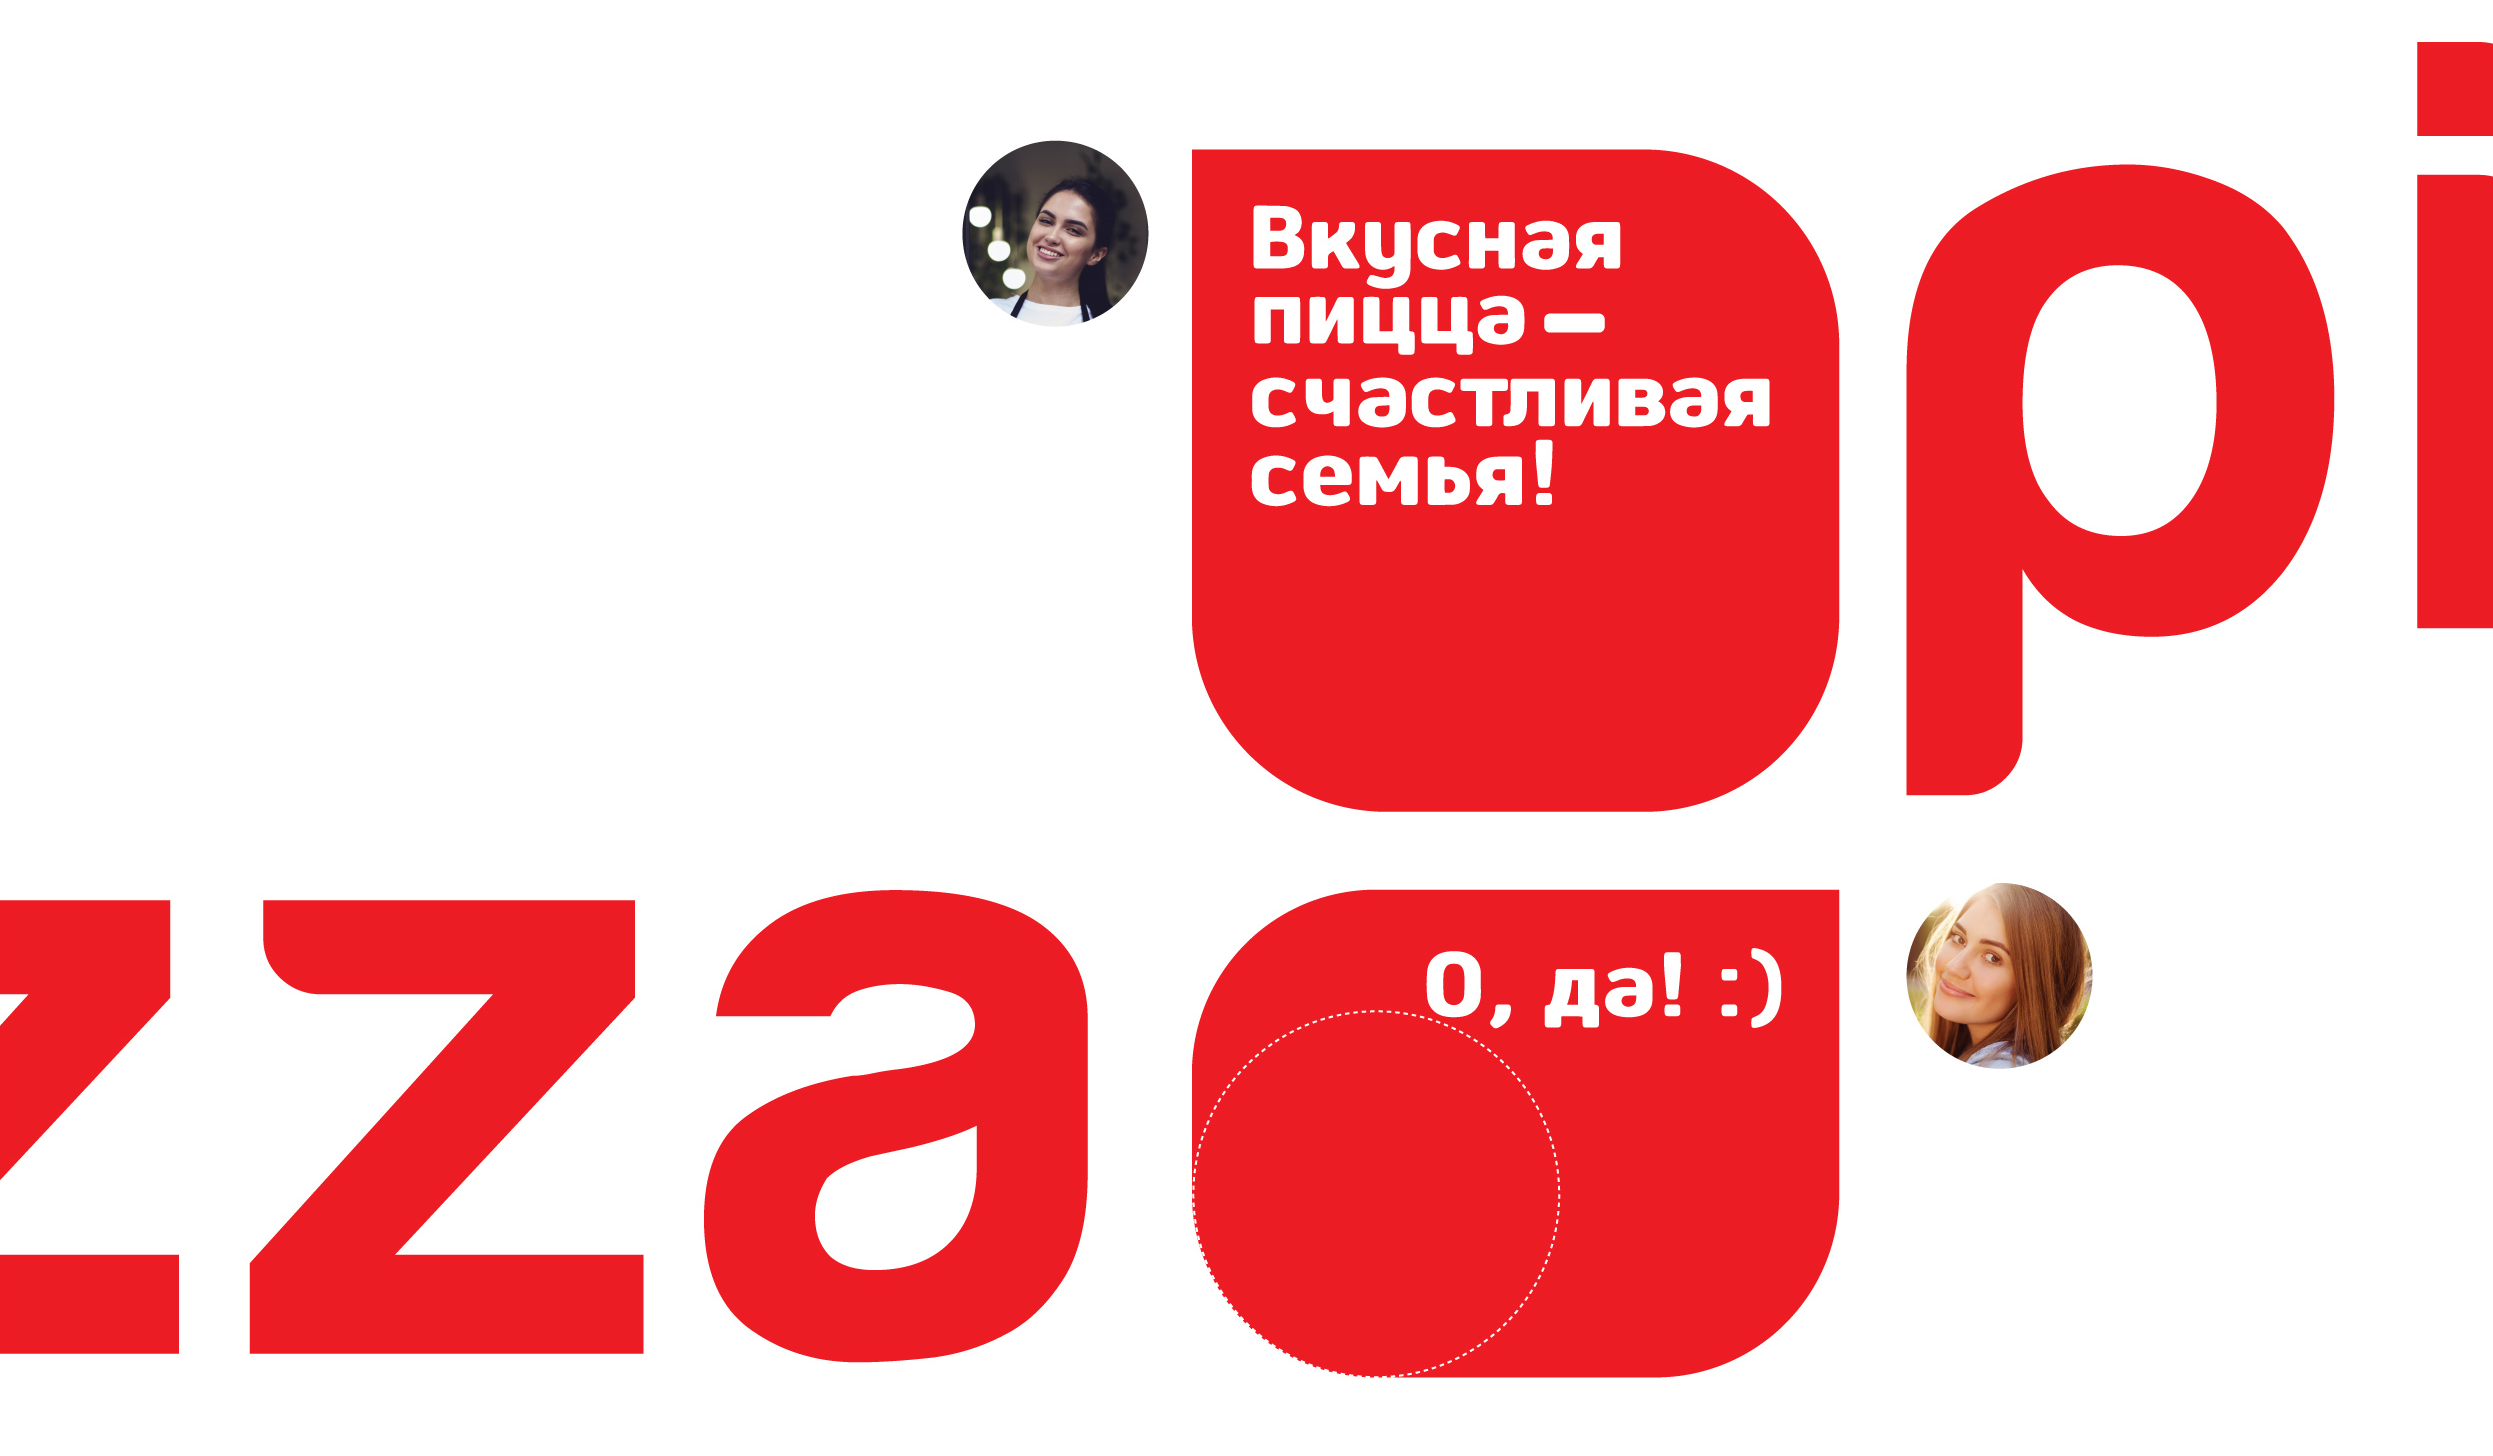 Вкусная
пицца —
счастливая
семья!
pi
zza
О, да! :)